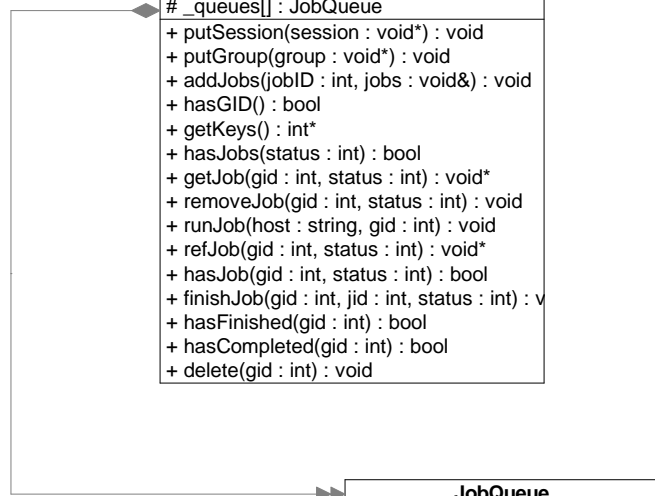 # _queues[] : JobQueue
+ putSession(session : void*) : void
+ putGroup(group : void*) : void
+ addJobs(jobID : int, jobs : void&) : void
+ hasGID() : bool
+ getKeys() : int*
+ hasJobs(status : int) : bool
+ getJob(gid : int, status : int) : void*
+ removeJob(gid : int, status : int) : void
+ runJob(host : string, gid : int) : void
+ refJob(gid : int, status : int) : void*
+ hasJob(gid : int, status : int) : bool
+ finishJob(gid : int, jid : int, status : int) : v
+ hasFinished(gid : int) : bool
+ hasCompleted(gid : int) : bool
+ delete(gid : int) : void
JobQueue